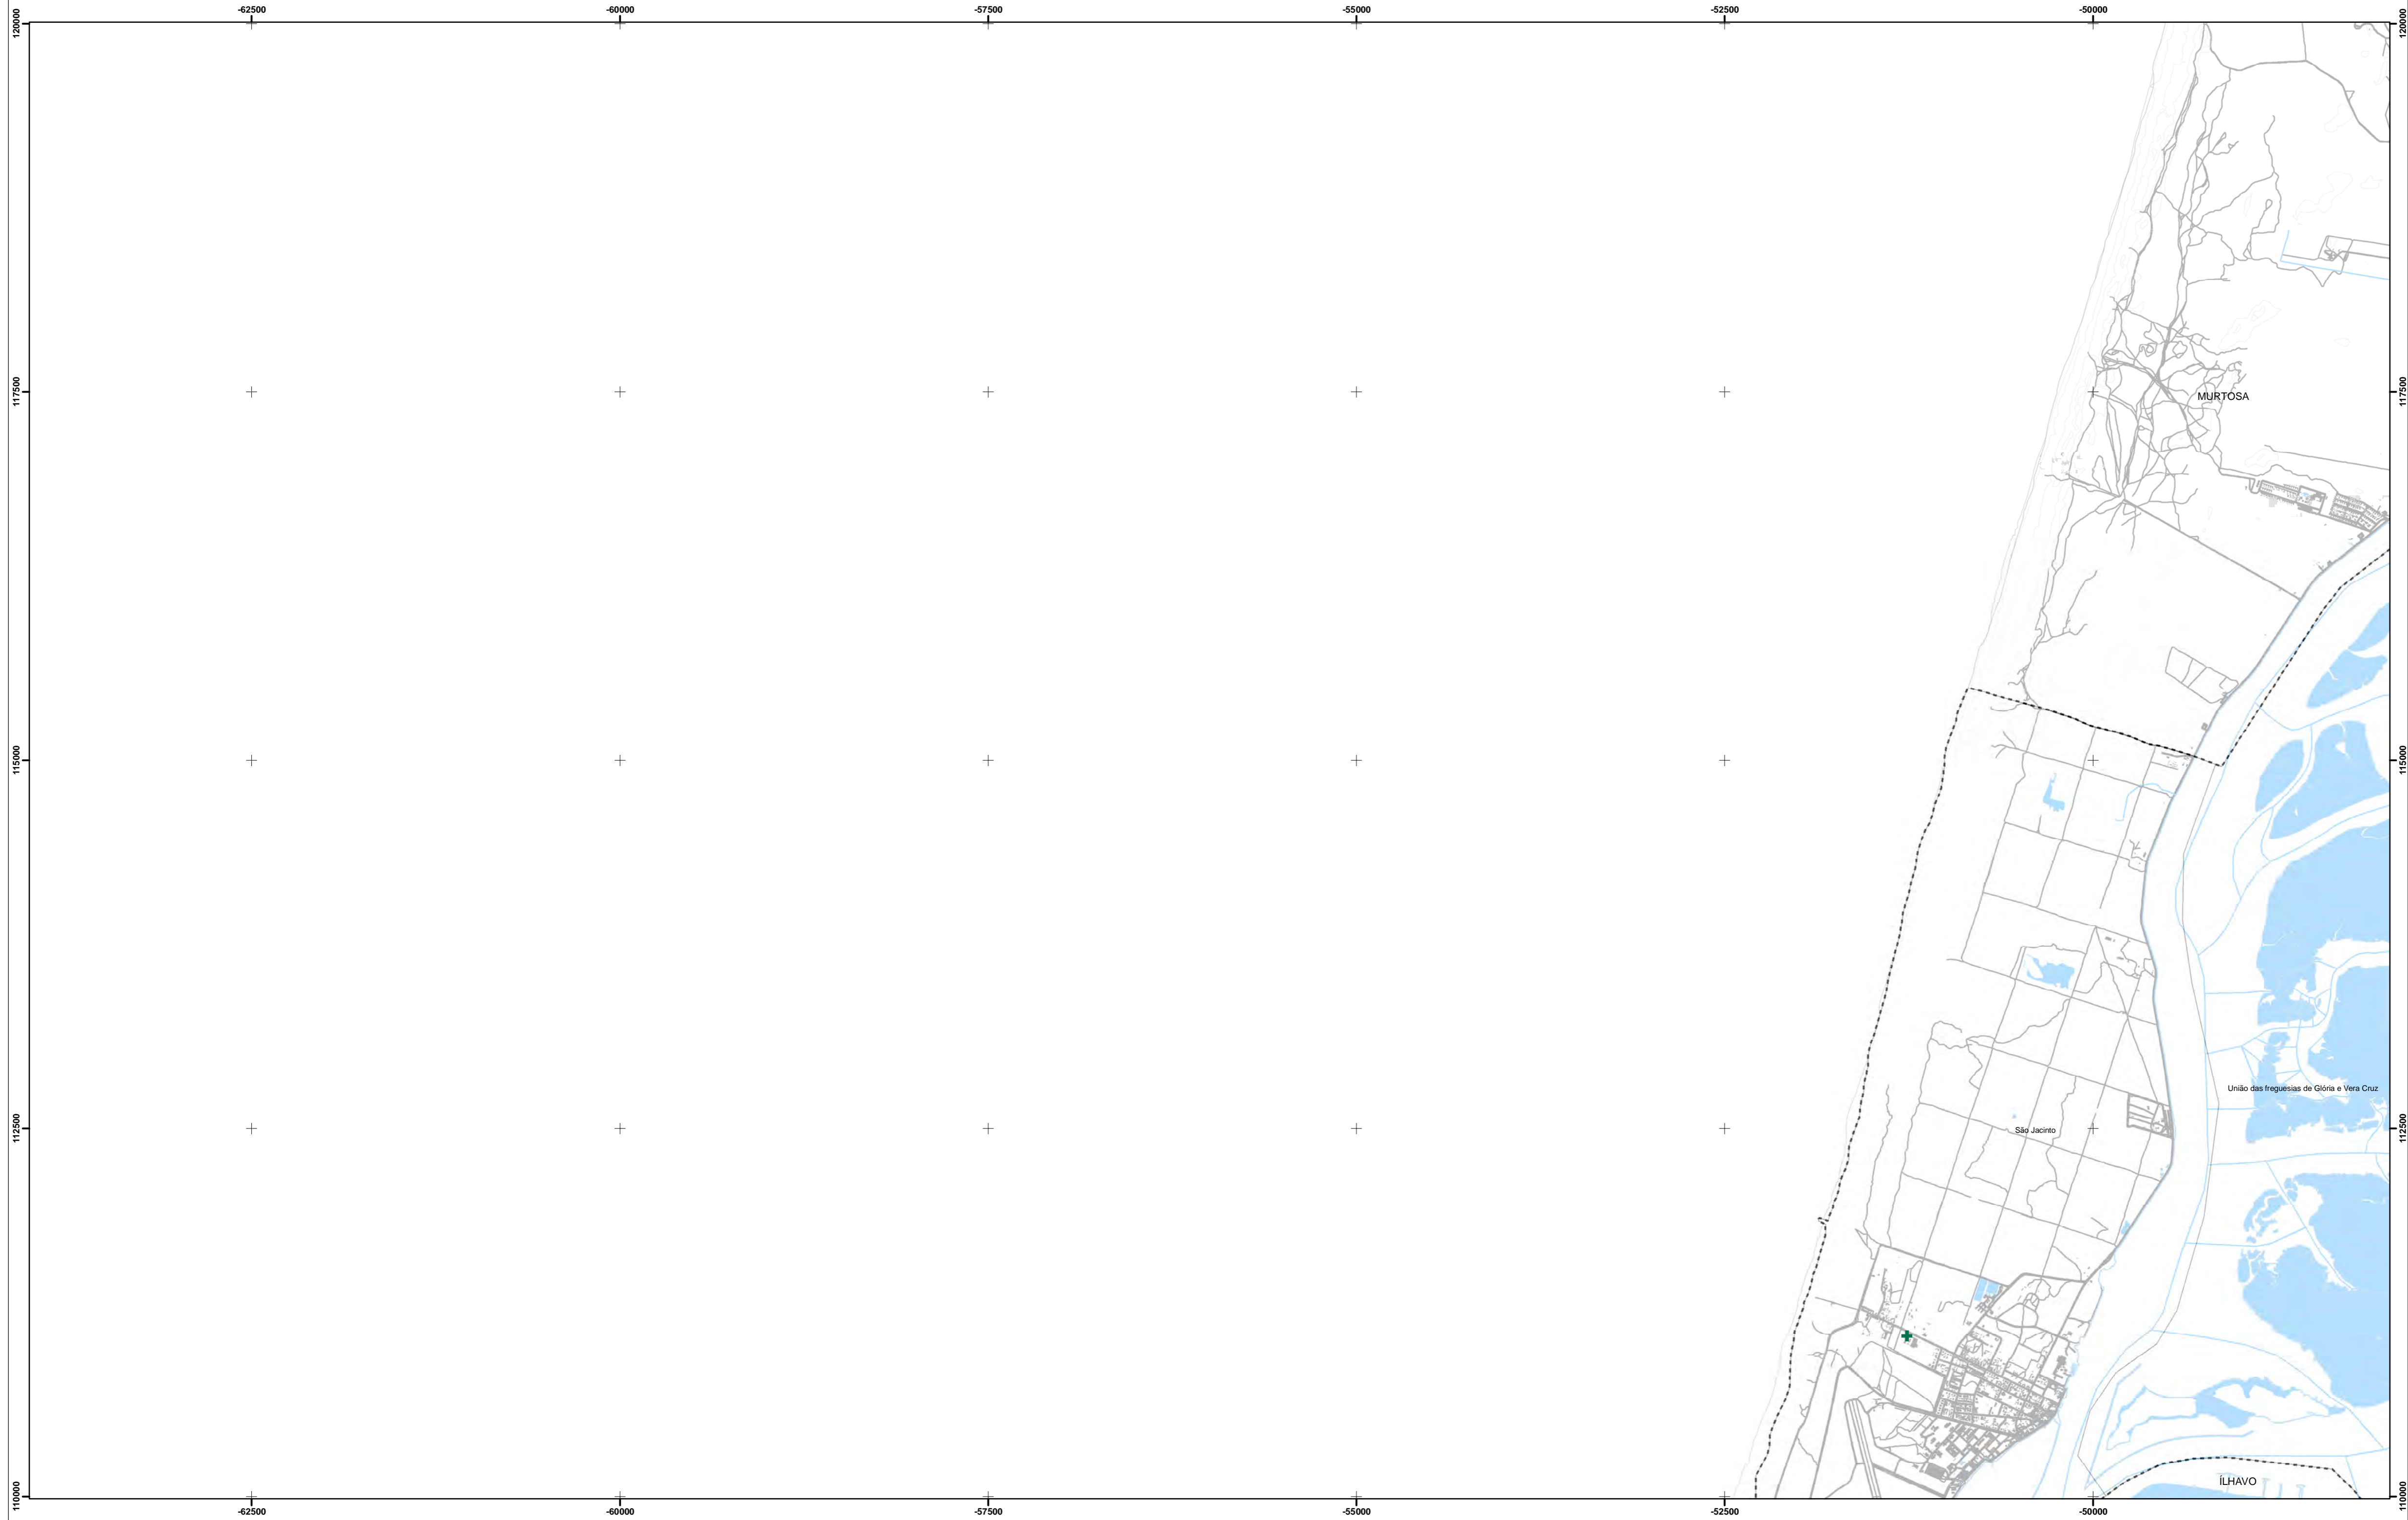 -62500 -60000 -57500 -55000 -52500 -50000
120000 120000
117500 117500
MURTOSA
115000 115000
União das freguesias de Glória e Vera Cruz
112500 112500
São Jacinto
ÍLHAVO
110000 110000
-62500 -60000 -57500 -55000 -52500 -50000